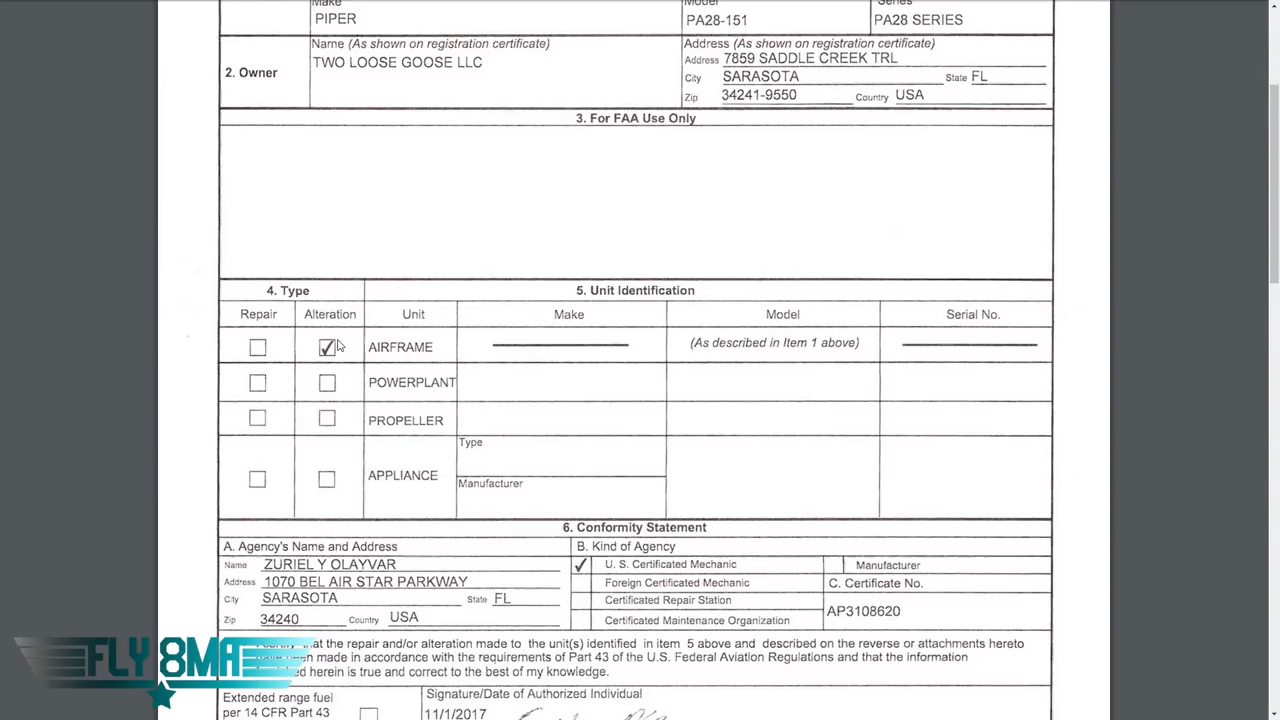 Make
Model
Series
PIPER
PA28-151
PA28 SERIES
2. Owner
Name (As shown on registration certificate)
TWO LOOSE GOOSE LLC
Address (As shown on registration certificate)
Address 7859 SADDLE CREEK TRL
City SARASOTA State FL
Zip 34241-9550 Country USA
3. For FAA Use Only
4. Type
5. Unit Identification
Repair Alteration Unit Make Model Serial No.
AIRFRAME (As described in Item 1 above)
POWERPLANT
PROPELLER
APPLIANCE
Type
Manufacturer
6. Conformity Statement
A. Agency's Name and Address
Name ZURIEL Y OLAYVAR
Address 1070 BEL AIR STAR PARKWAY
City SARASOTA State FL
Zip 34240 Country USA
B. Kind of Agency
U. S. Certificated Mechanic
Manufacturer
Foreign Certificated Mechanic
C. Certificate No.
Certificated Repair Station
AP3108620
Certificated Maintenance Organization
that the repair and/or alteration made to the unit(s) identified in item 5 above and described on the reverse or attachments hereto
been made in accordance with the requirements of Part 43 of the U.S. Federal Aviation Regulations and that the information
herein is true and correct to the best of my knowledge.
Extended range fuel
per 14 CFR Part 43
Signature/Date of Authorized Individual
11/1/2017
FLY8MA